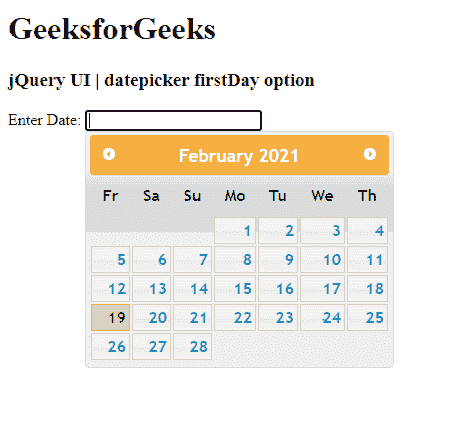 GeeksforGeeks
jQuery UI | datepicker firstDay option
Enter Date:
February 2021
Fr Sa Su Mo Tu We Th
1 2 3 4
5 6 7 8 9 10 11
12 13 14 15 16 17 18
19 20 21 22 23 24 25
26 27 28